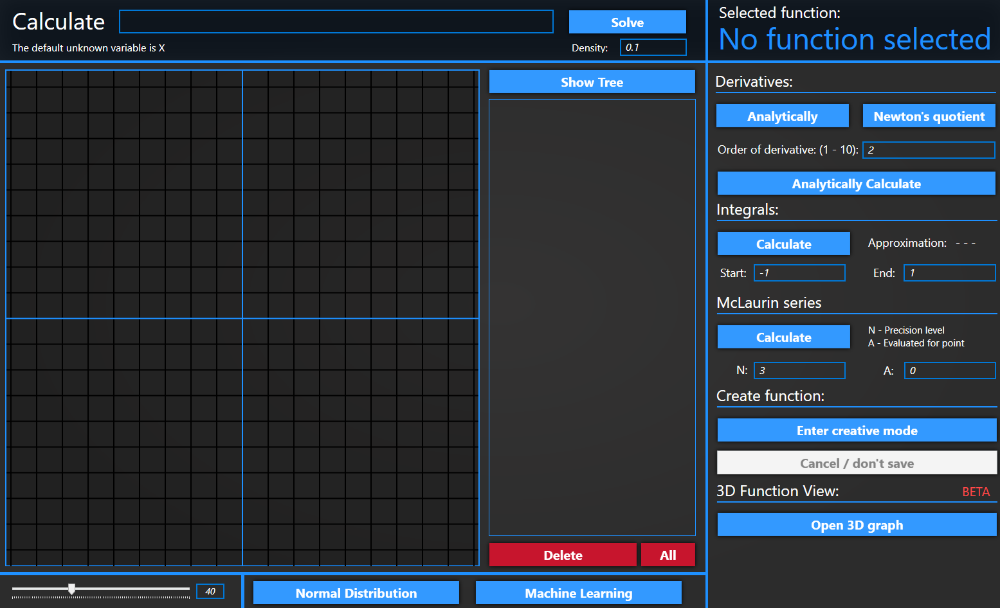 Calculate
Solve
The default unknown variable is X
Density: 0.1
Selected function:
No function selected
Show Tree
Delete
All
40
Normal Distribution
Machine Learning
Derivatives:
Analytically
Newton's quotient
Order of derivative: (1 - 10): 2
Analytically Calculate
Integrals:
Calculate
Approximation: - - -
Start: -1
End: 1
McLaurin series
Calculate
N - Precision level
A - Evaluated for point
N: 3
A: 0
Create function:
Enter creative mode
Cancel / don't save
3D Function View:
BETA
Open 3D graph